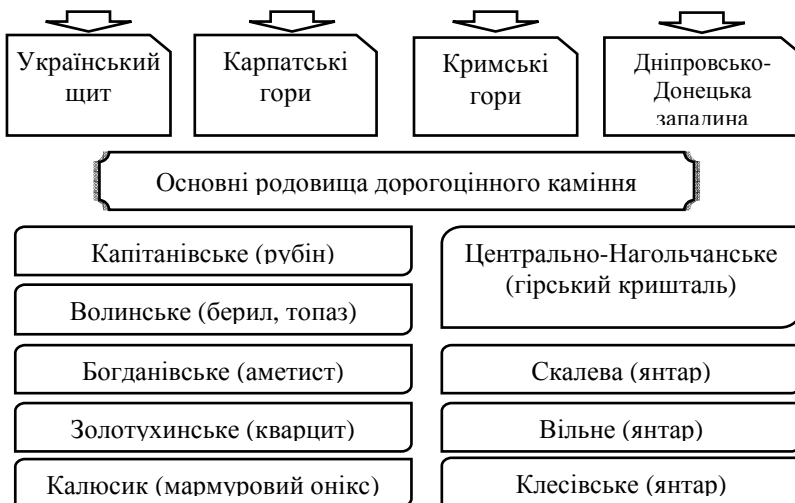 Український
щит
Карпатські
гори
Кримські
гори
Дніпровсько-
Донецька
западина
Основні родовища дорогоцінного каміння
Капітанівське (рубін)
Волинське (берил, топаз)
Богданівське (аметист)
Золотухинське (кварцит)
Калюсик (мармуровий онікс)
Центрально-Нагольчанське
(гірський кришталь)
Скалева (янтар)
Вільне (янтар)
Клесівське (янтар)